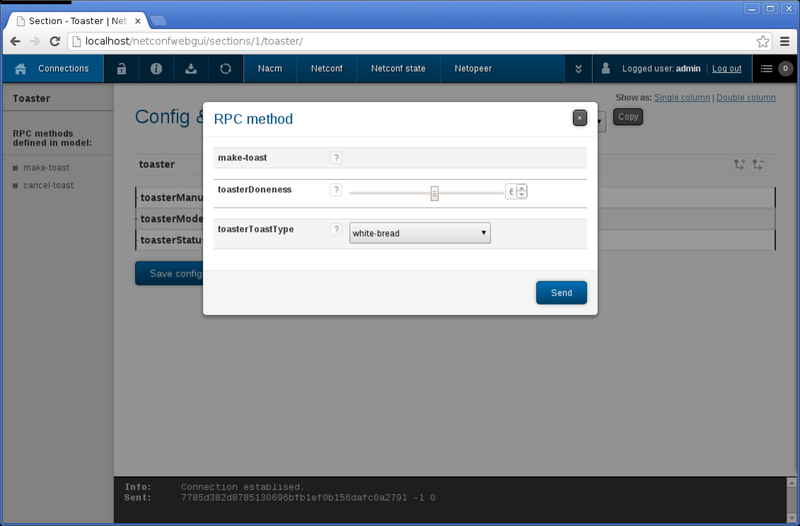 Section - Toaster | Net
localhost/netconfwebgui/sections/1/toaster/
Connections
Nacm
Netconf
Netconf state
Netopeer
Logged user: admin
Log out
0
Toaster
RPC methods
defined in model:
make-toast
cancel-toast
Show as: Single column | Double column
Config &
Copy
toaster
toasterManu
toasterMode
toasterStatus
Save config
RPC method
×
make-toast ?
toasterDoneness ? 6
toasterToastType ? white-bread
Send
Info: Connection establised.
Sent: 7785d382d8785130696bfb1ef0b156dafc0a2791 -1 0